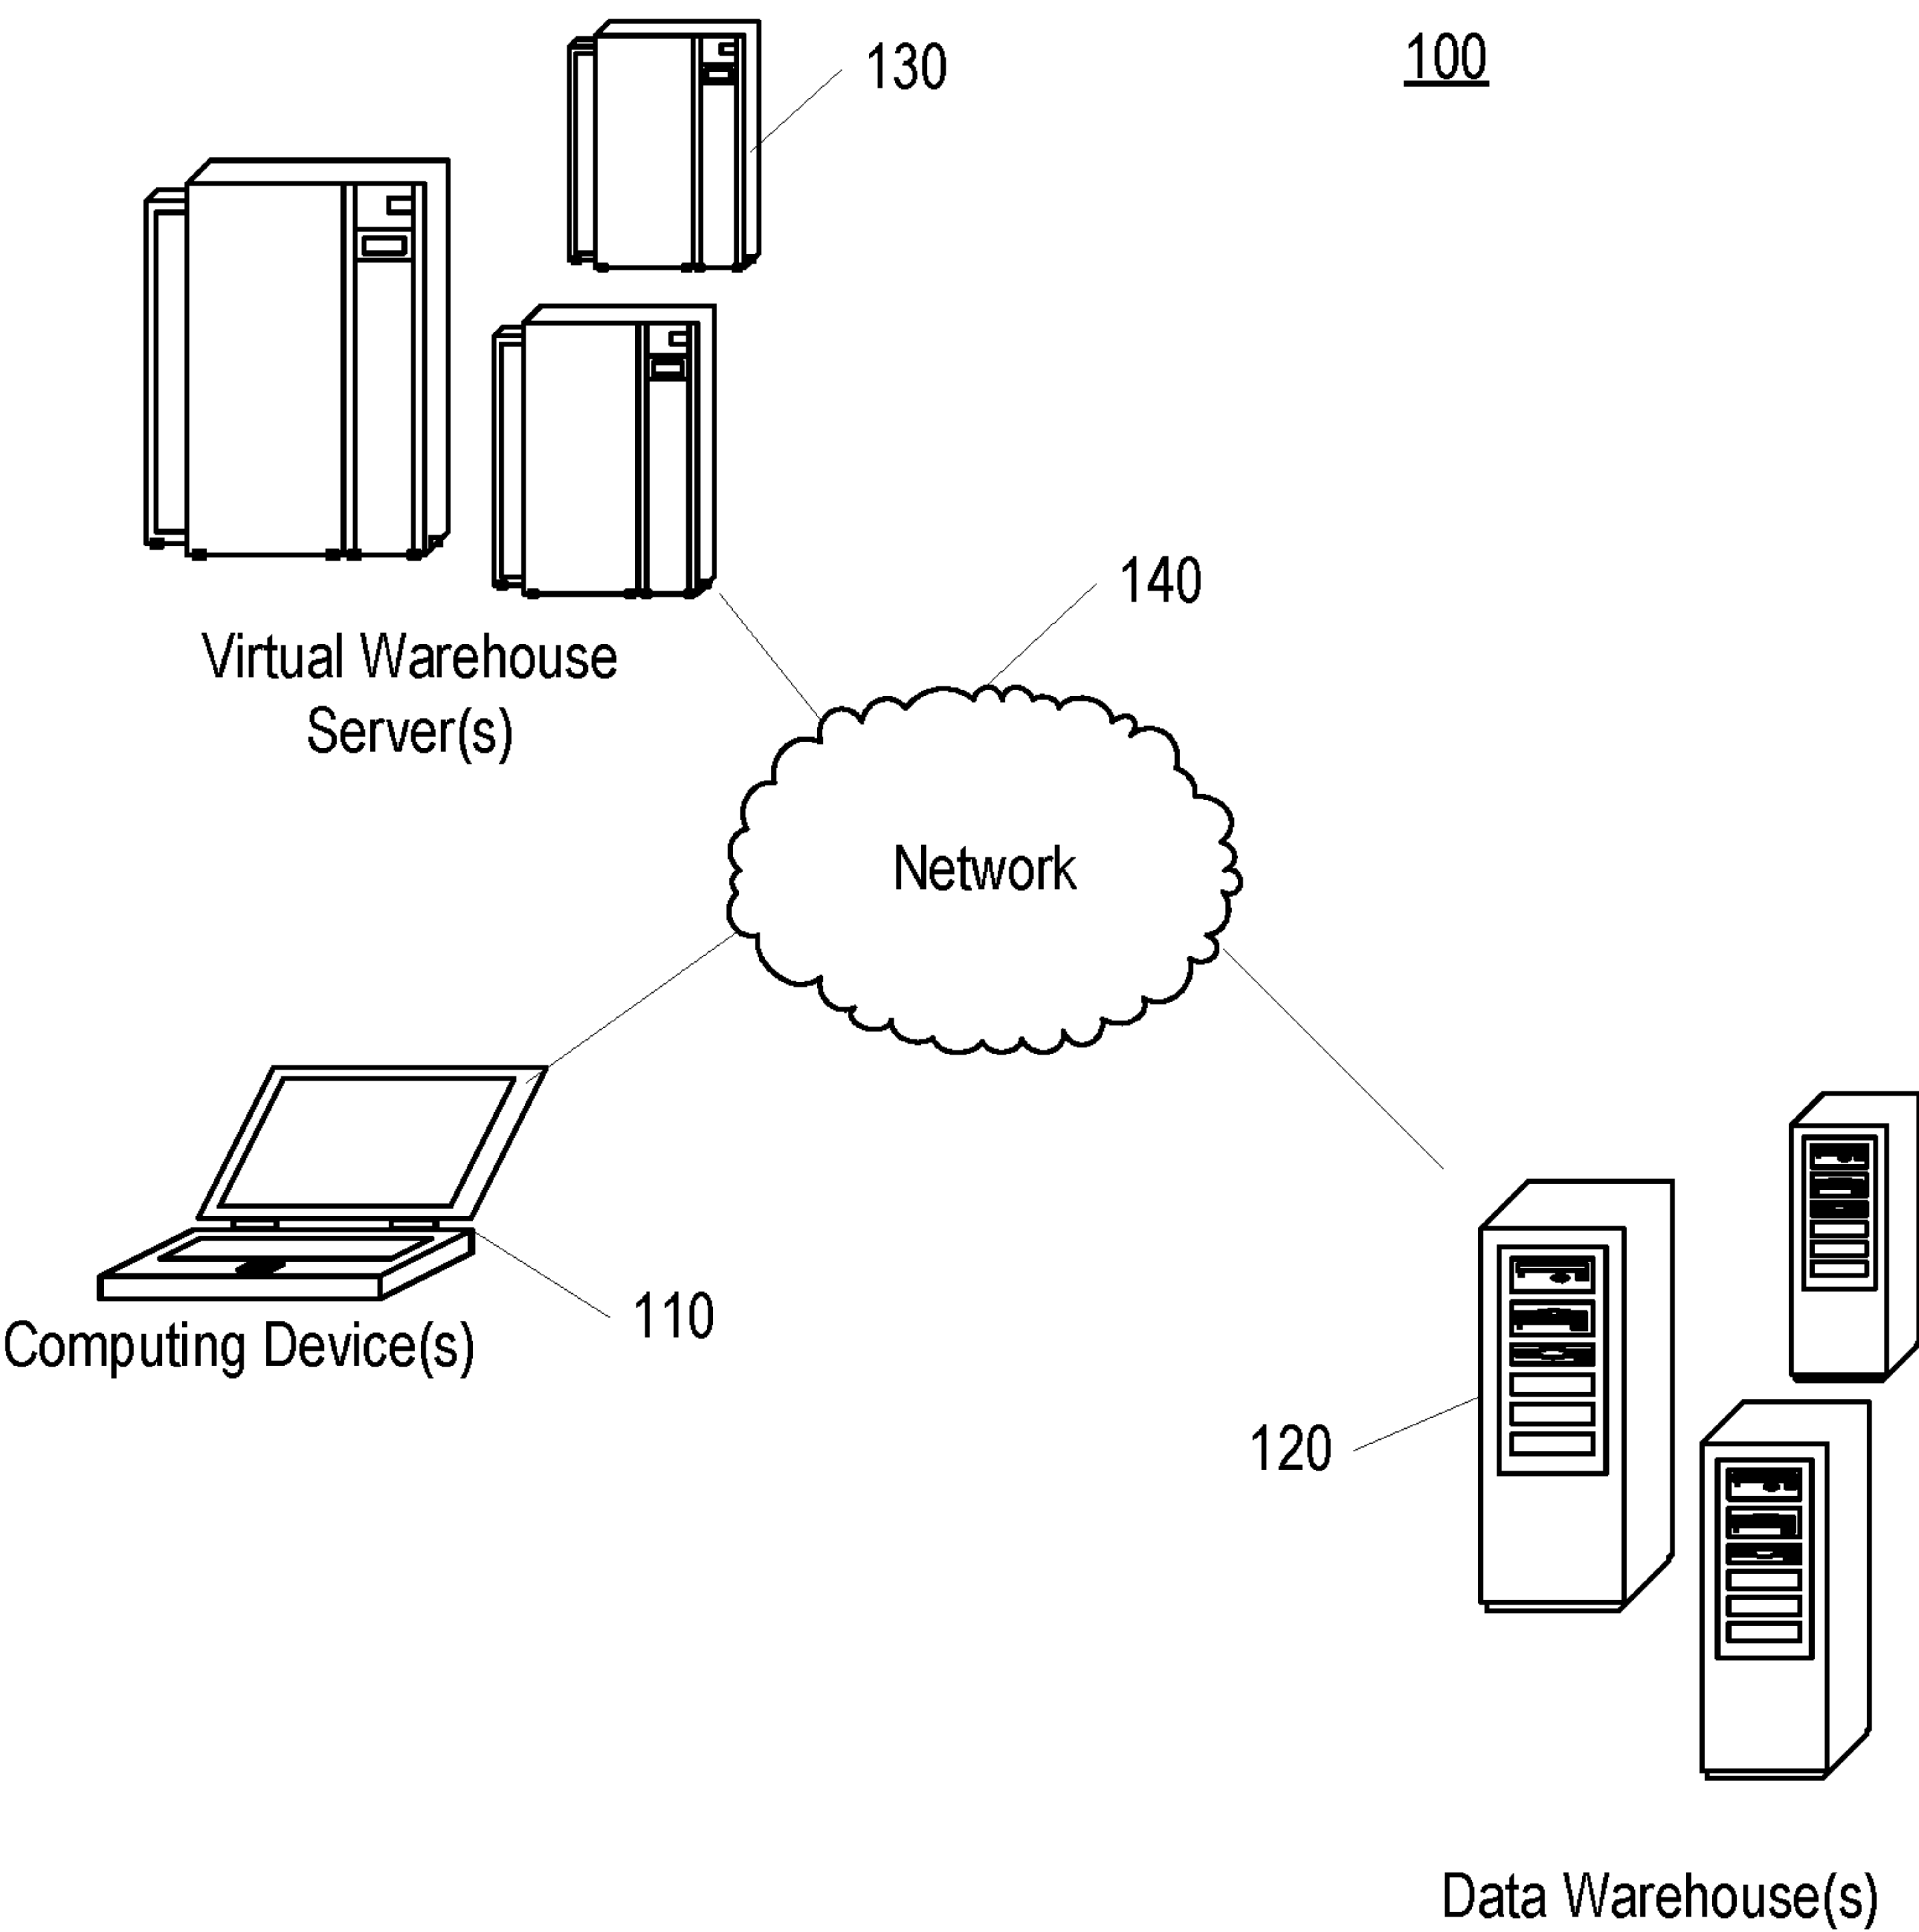 130
100
140
Virtual Warehouse
Server(s)
Network
110
Computing Device(s)
120
Data Warehouse(s)